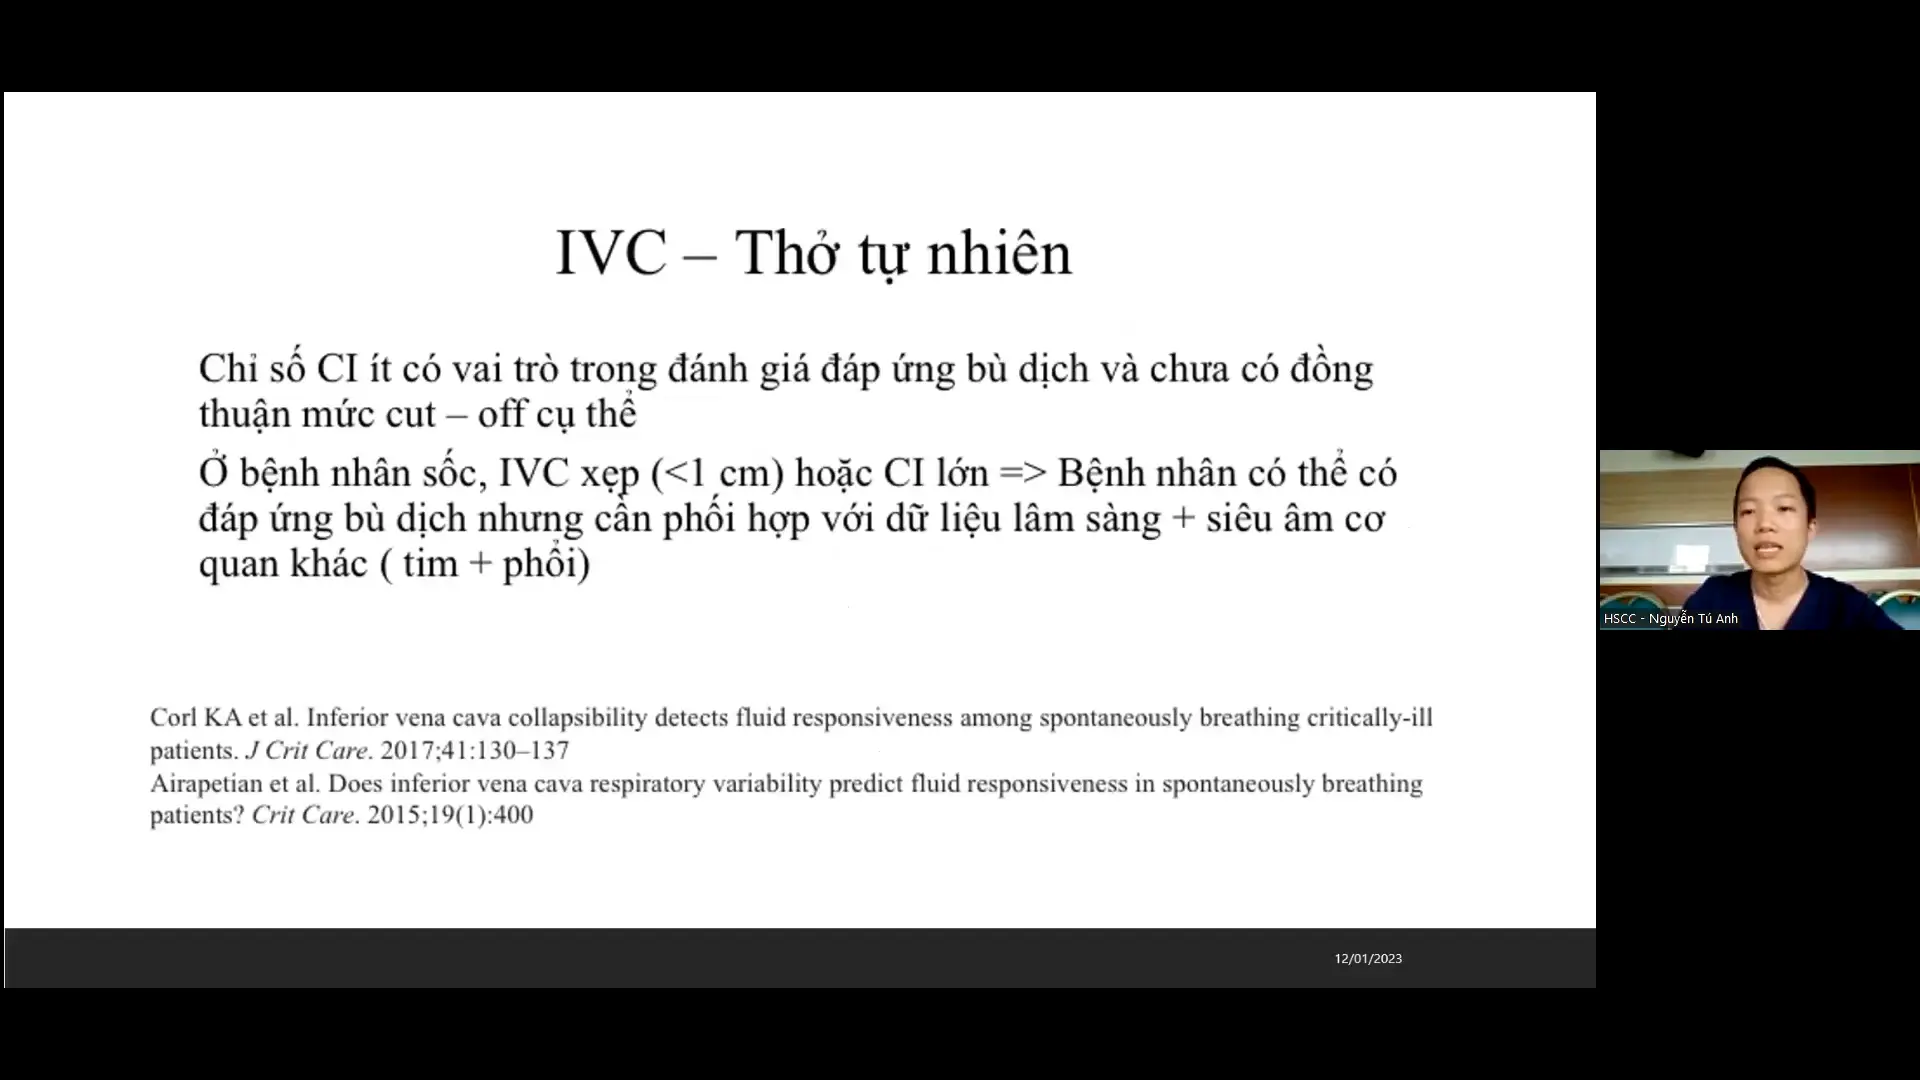 IVC – Thở tự nhiên
Chỉ số CI ít có vai trò trong đánh giá đáp ứng bù dịch và chưa có đồng
thuận mức cut – off cụ thể
Ở bệnh nhân sốc, IVC xẹp (<1 cm) hoặc CI lớn => Bệnh nhân có thể có
đáp ứng bù dịch nhưng cần phối hợp với dữ liệu lâm sàng + siêu âm cơ
quan khác ( tim + phổi)
Corl KA et al. Inferior vena cava collapsibility detects fluid responsiveness among spontaneously breathing critically-ill
patients. J Crit Care. 2017;41:130–137
Airapetian et al. Does inferior vena cava respiratory variability predict fluid responsiveness in spontaneously breathing
patients? Crit Care. 2015;19(1):400
12/01/2023
HSCC - Nguyễn Tú Anh